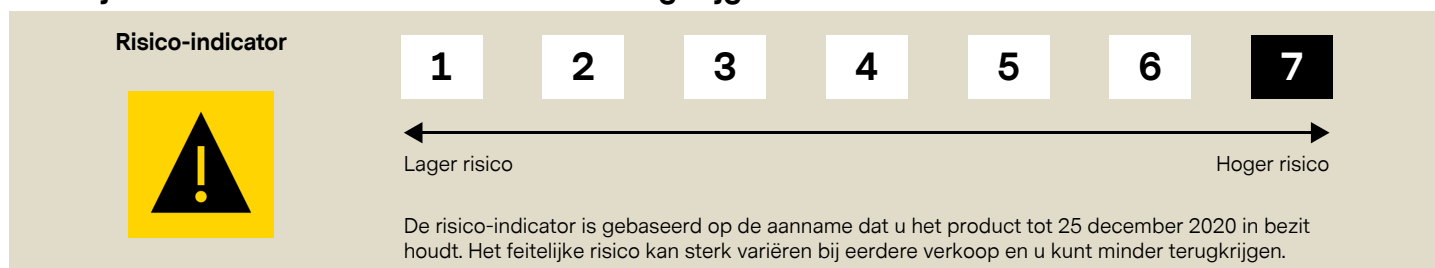 Risico-indicator
1 2 3 4 5 6 7
Lager risico Hoger risico
De risico-indicator is gebaseerd op de aanname dat u het product tot 25 december 2020 in bezit
houdt. Het feitelijke risico kan sterk variëren bij eerdere verkoop en u kunt minder terugkrijgen.